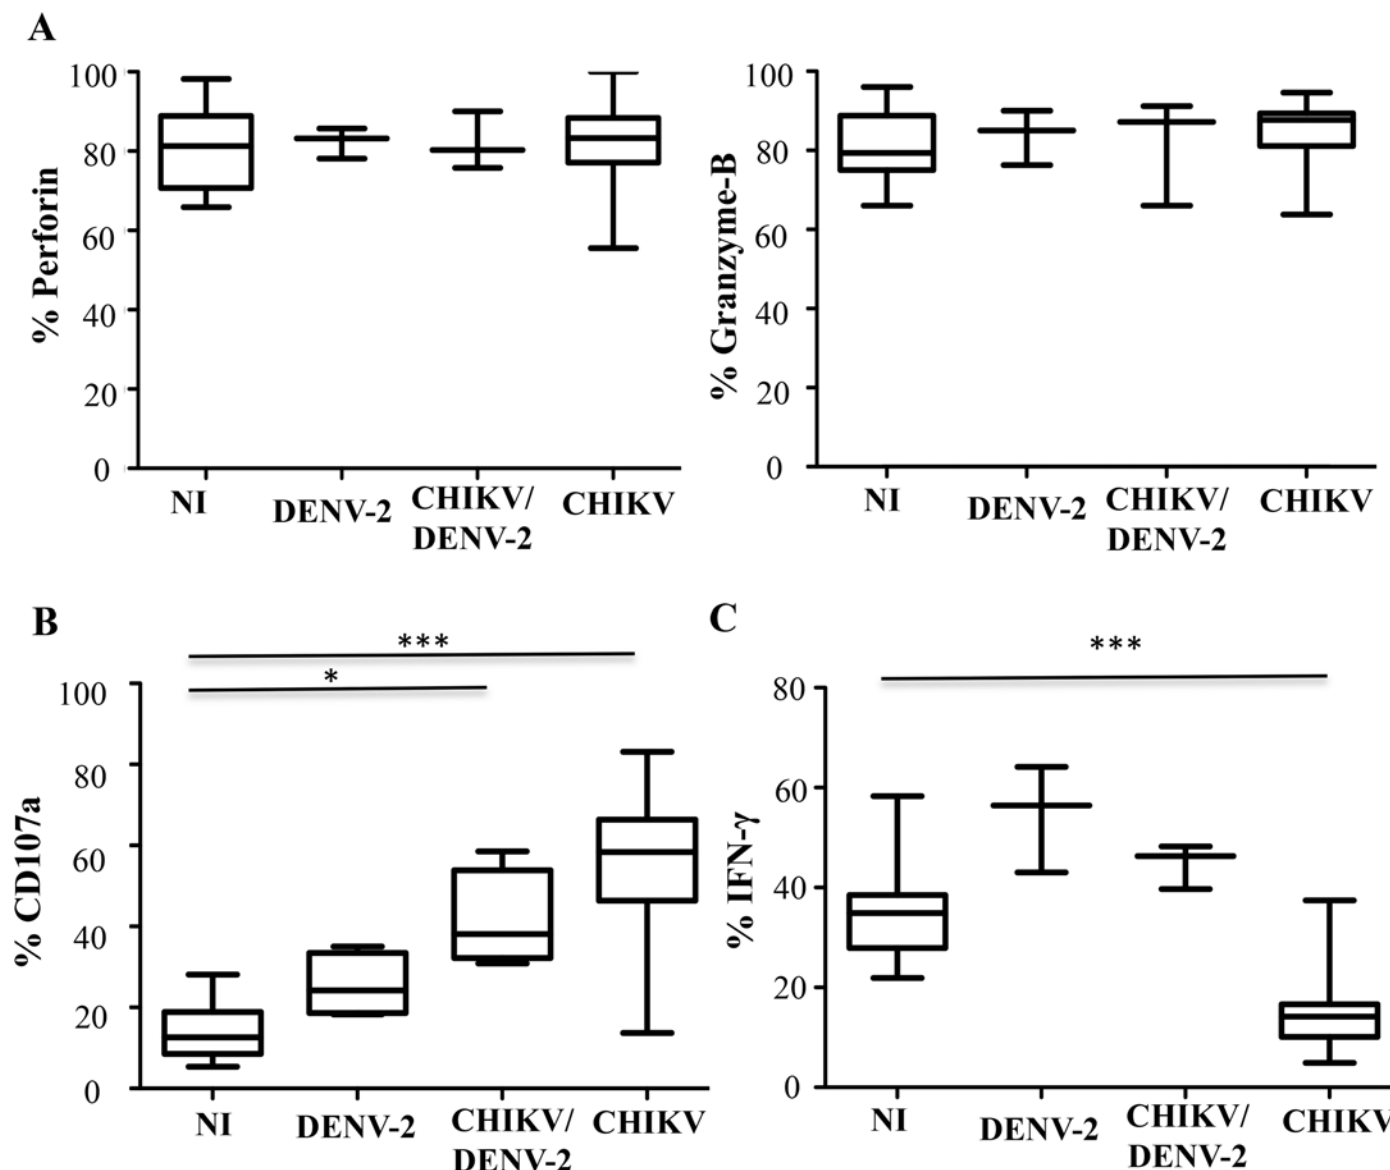 A
% Perforin
100
80
60
40
20
0
NI
DENV-2
CHIKV/
DENV-2
CHIKV
% Granzyme-B
100
80
60
40
20
0
NI
DENV-2
CHIKV/
DENV-2
CHIKV
B
***
*
% CD107a
100
80
60
40
20
0
NI
DENV-2
CHIKV/
DENV-2
CHIKV
C
***
% IFN-γ
80
60
40
20
0
NI
DENV-2
CHIKV/
DENV-2
CHIKV